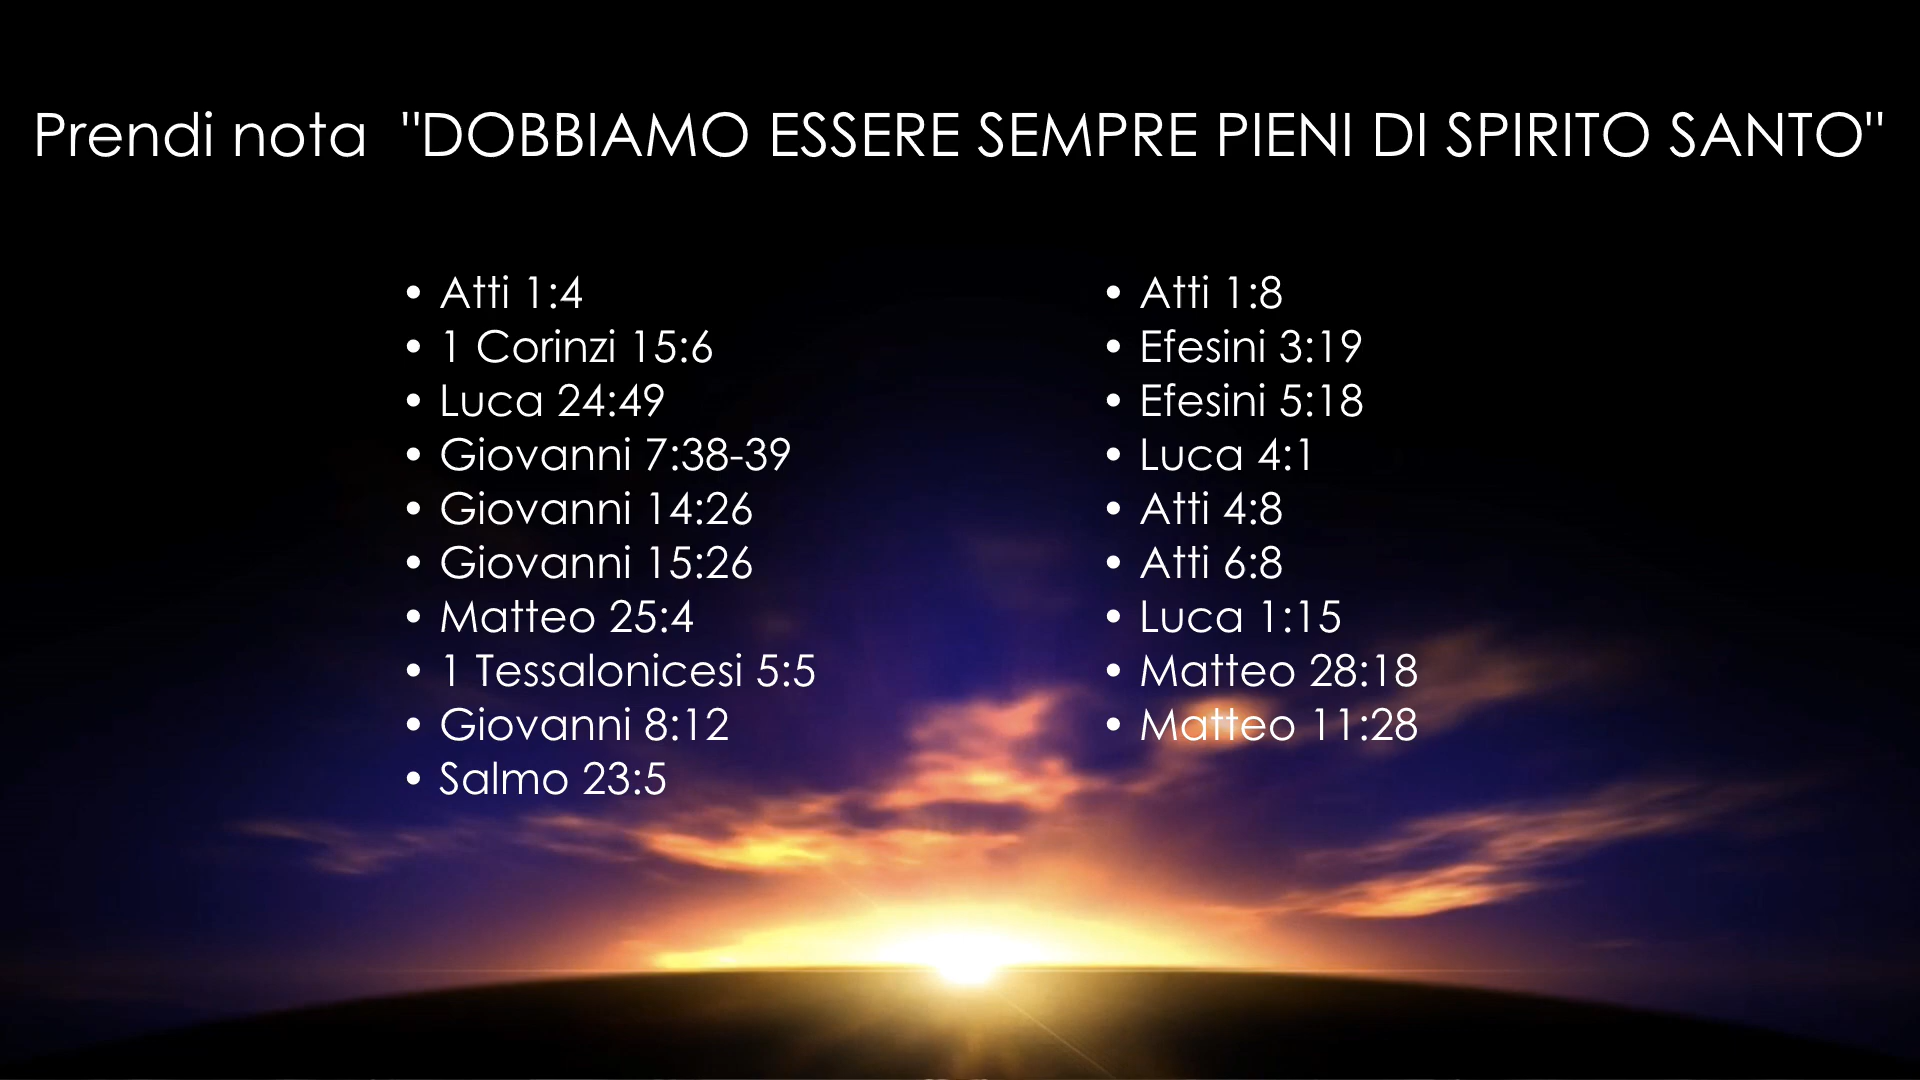 Prendi nota "DOBBIAMO ESSERE SEMPRE PIENI DI SPIRITO SANTO"
• Atti 1:4
• 1 Corinzi 15:6
• Luca 24:49
• Giovanni 7:38-39
• Giovanni 14:26
• Giovanni 15:26
• Matteo 25:4
• 1 Tessalonicesi 5:5
• Giovanni 8:12
• Salmo 23:5
• Atti 1:8
• Efesini 3:19
• Efesini 5:18
• Luca 4:1
• Atti 4:8
• Atti 6:8
• Luca 1:15
• Matteo 28:18
• Matteo 11:28